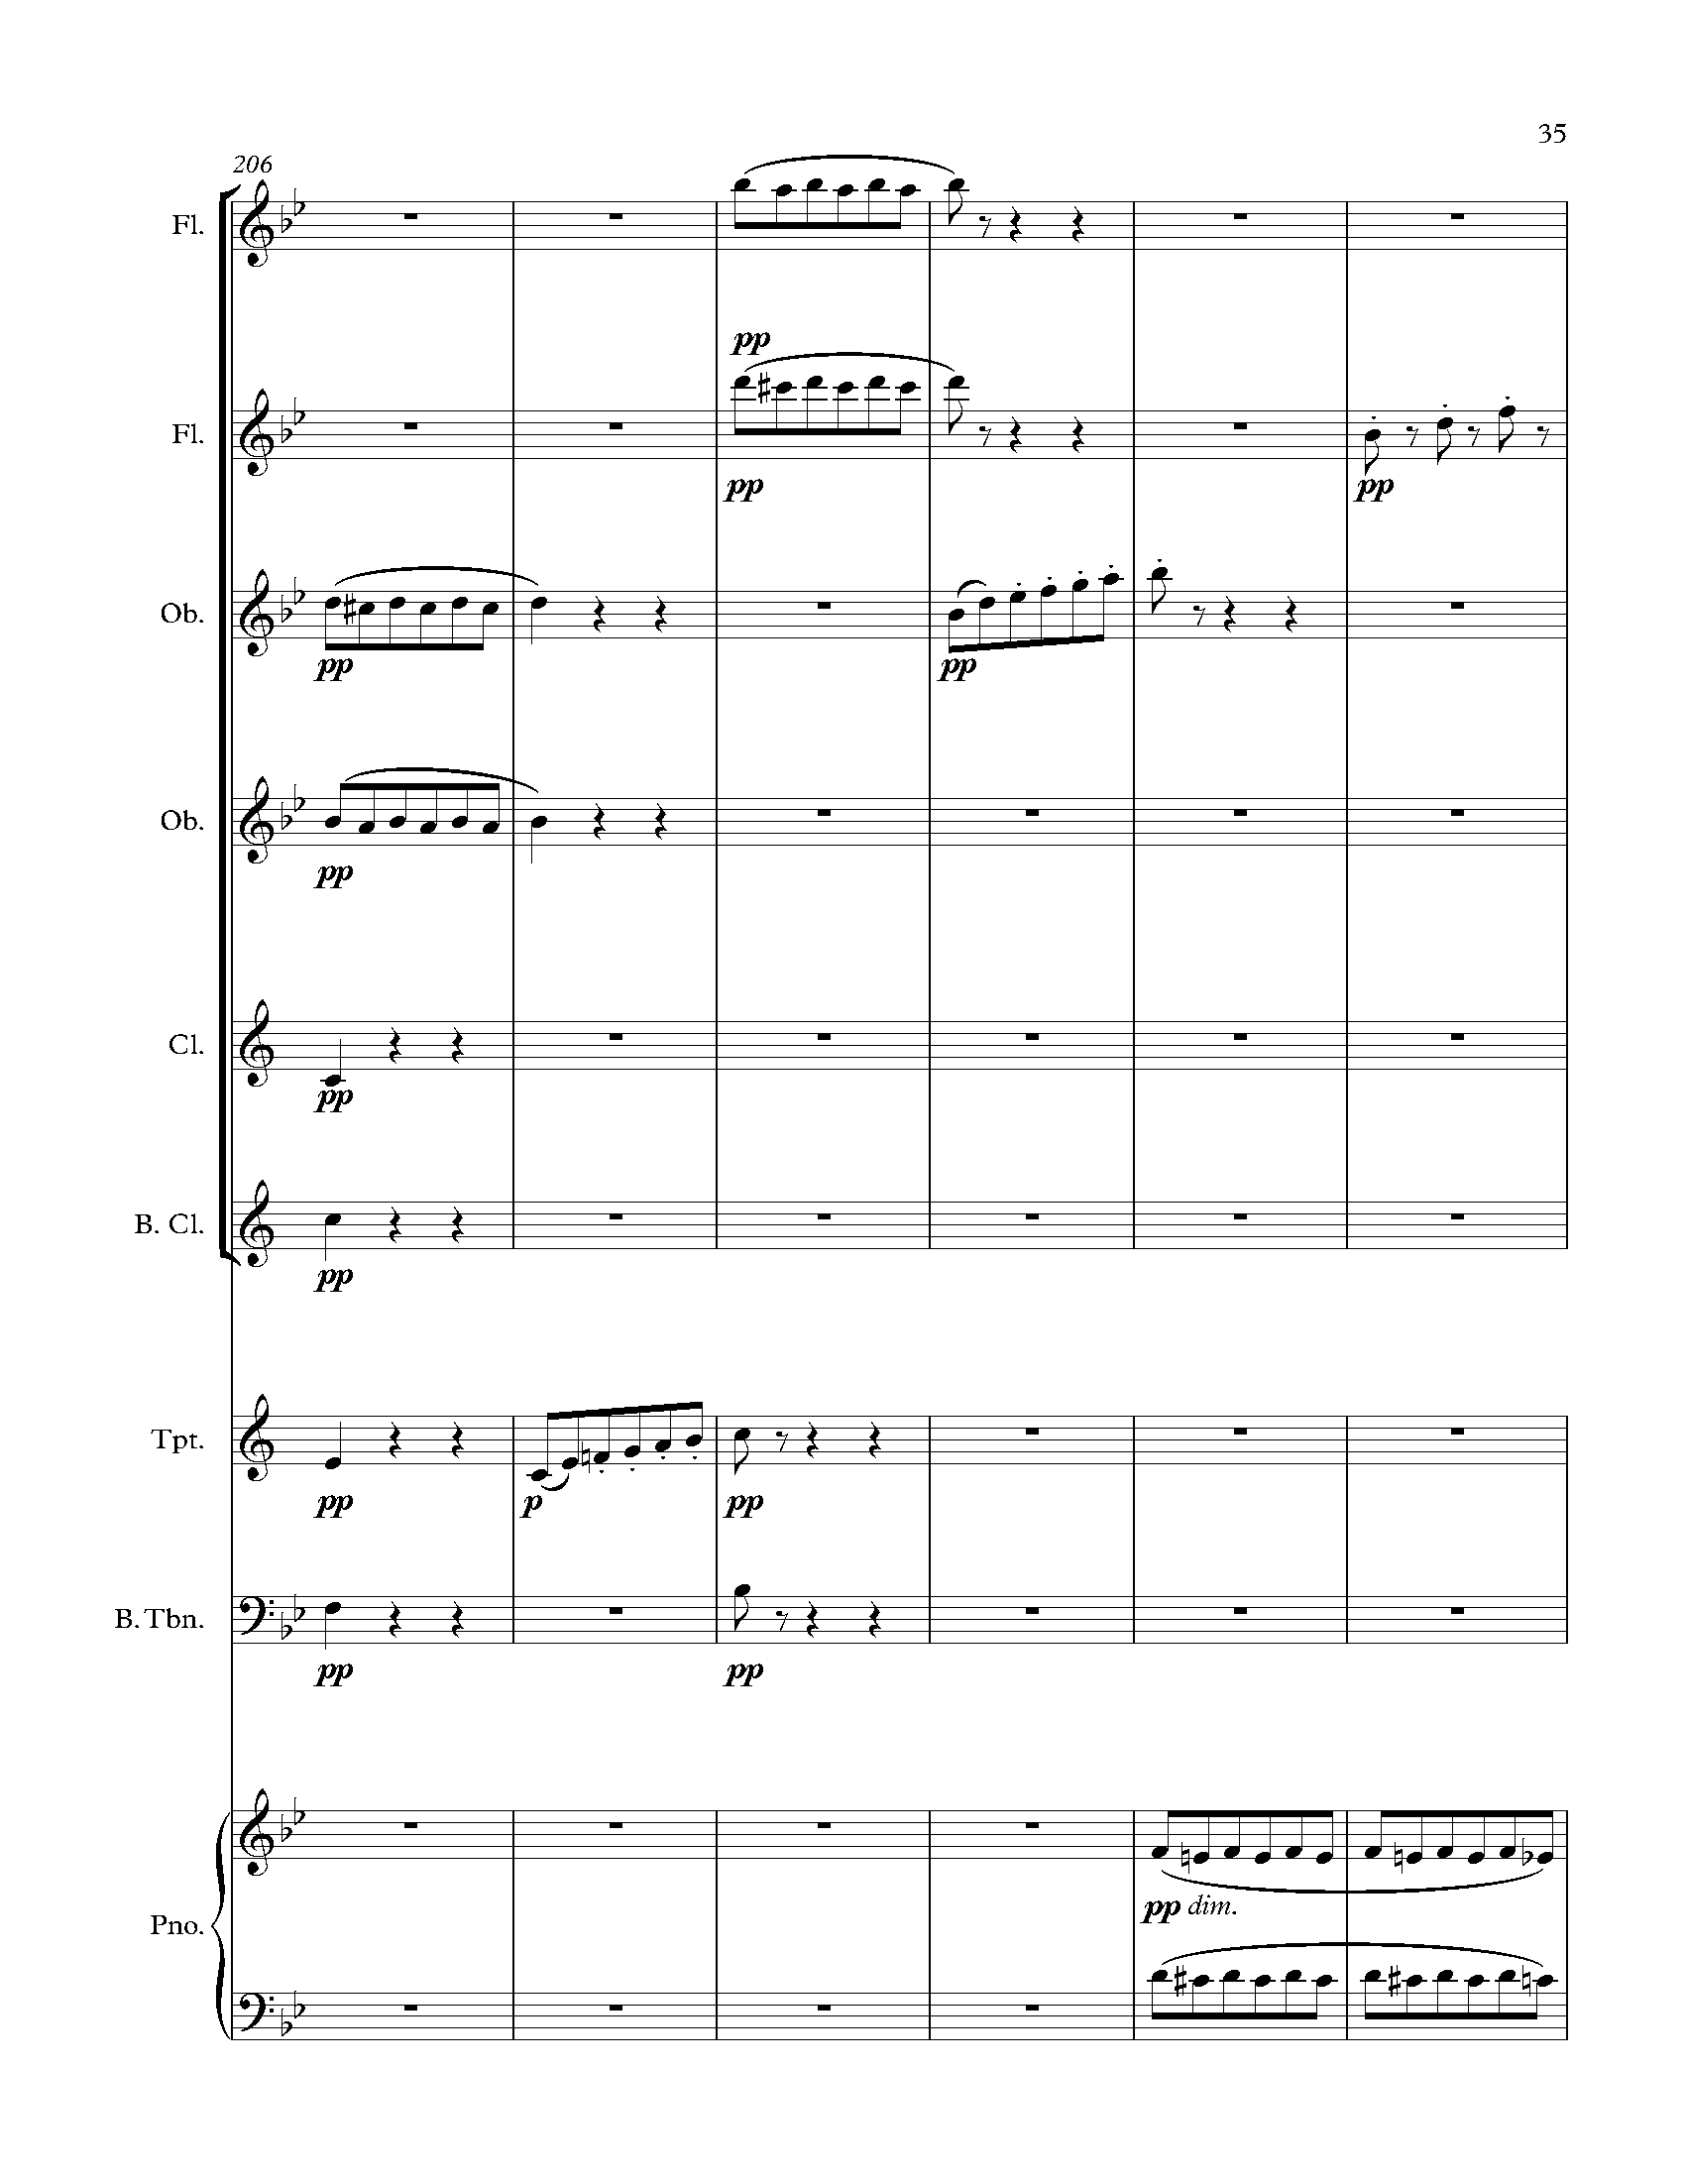 35
206
Fl.
pp
Fl.
pp pp
Ob.
pp pp
Ob.
pp
Cl.
pp
B. Cl.
pp
Tpt.
pp p pp
B. Tbn.
pp pp
pp dim.
Pno.